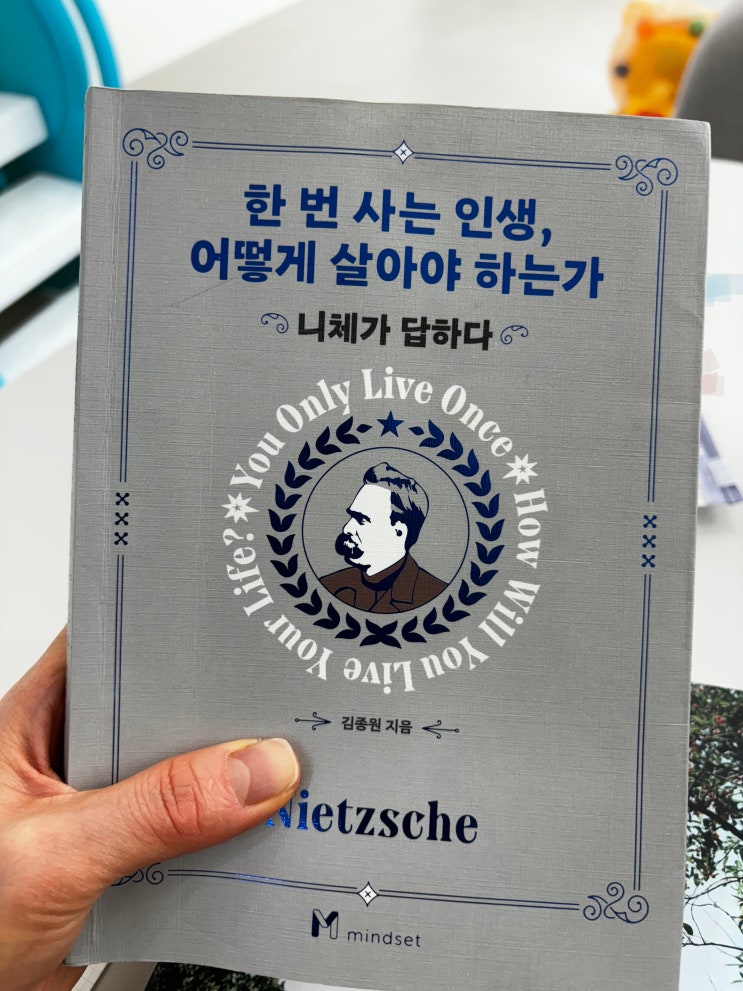 한 번 사는 인생,
어떻게 살아야 하는가
니체가 답하다
You Only Live Once
How Will You Live Your Life?
김종원 지음
Nietzsche
M mindset